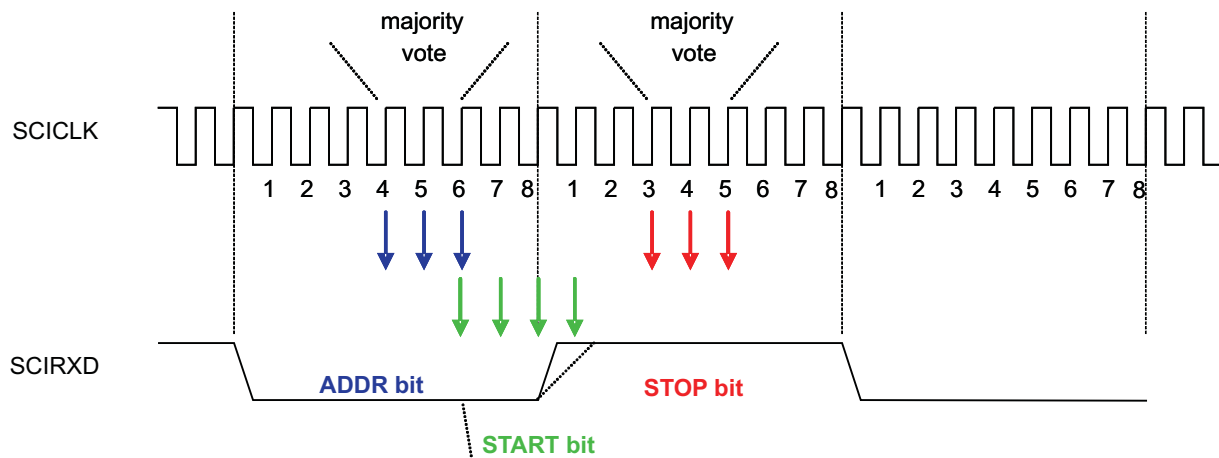 majority
vote
majority
vote
SCICLK
1 2 3 4 5 6 7 8 1 2 3 4 5 6 7 8 1 2 3 4 5 6 7 8
SCIRXD
ADDR bit
STOP bit
START bit